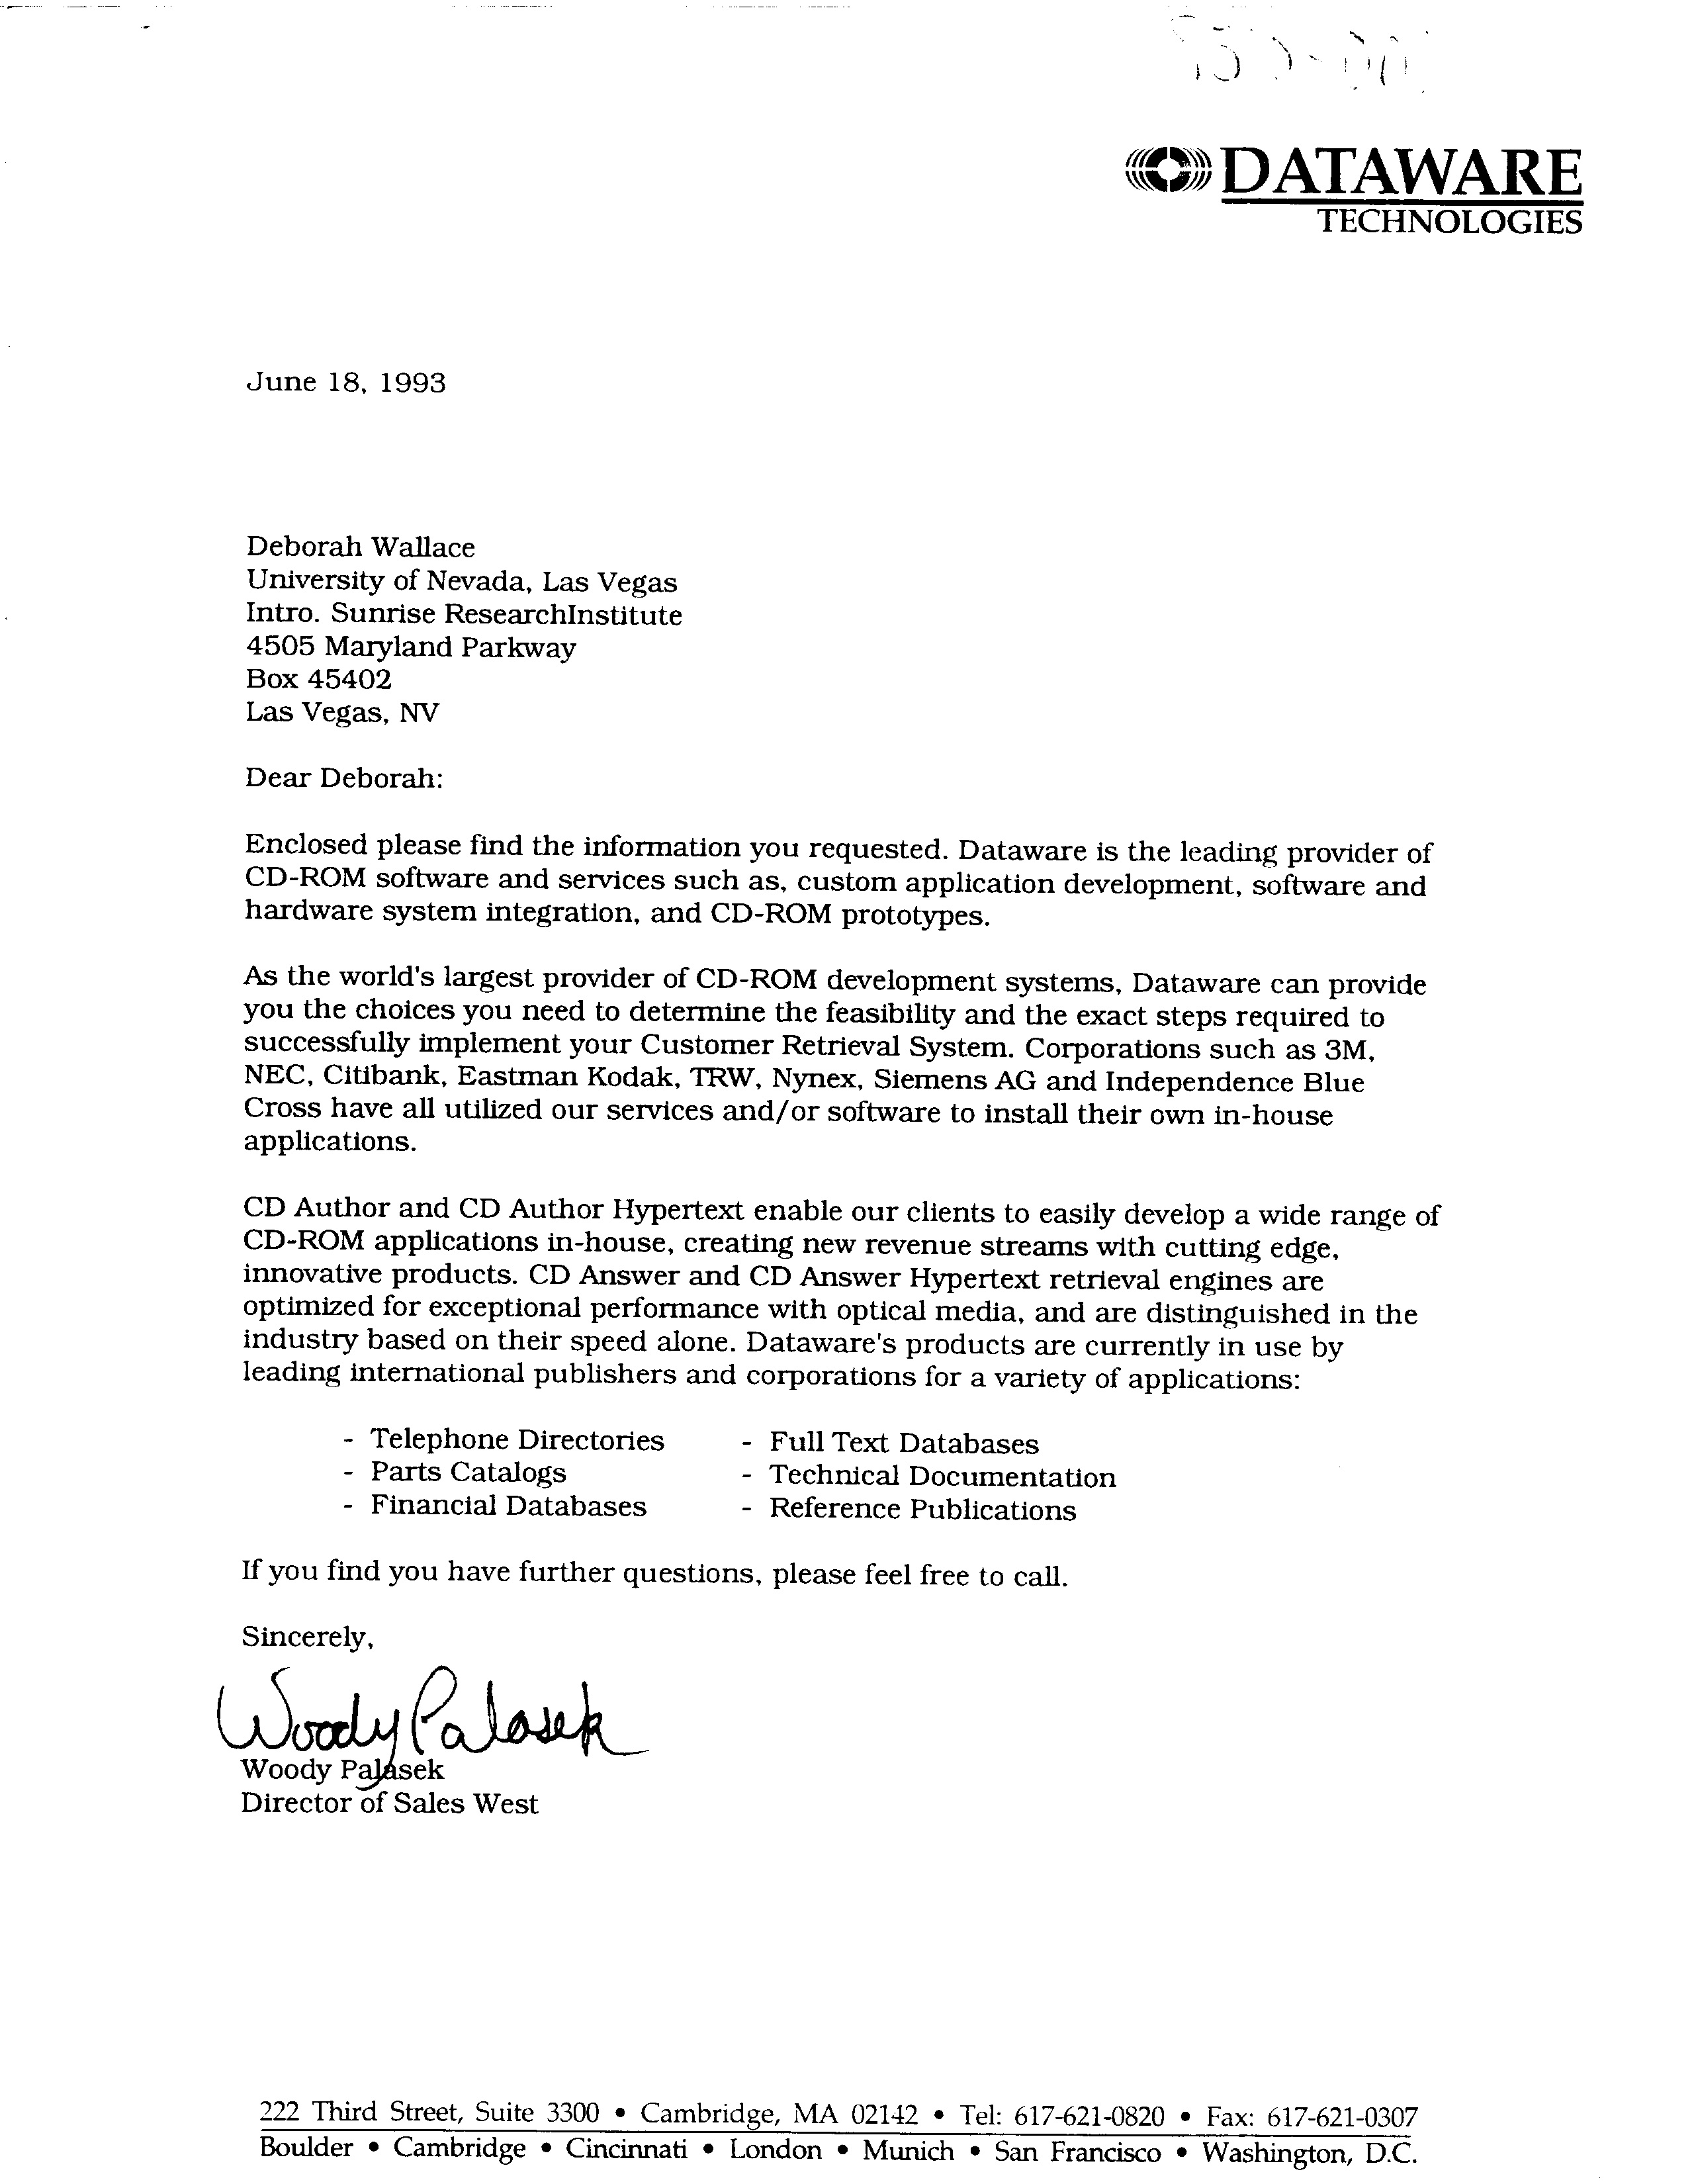 DATAWARE
TECHNOLOGIES
June 18, 1993
Deborah Wallace
University of Nevada, Las Vegas
Intro. Sunrise ResearchInstitute
4505 Maryland Parkway
Box 45402
Las Vegas, NV
Dear Deborah:
Enclosed please find the information you requested. Dataware is the leading provider of
CD-ROM software and services such as, custom application development, software and
hardware system integration, and CD-ROM prototypes.
As the world's largest provider of CD-ROM development systems, Dataware can provide
you the choices you need to determine the feasibility and the exact steps required to
successfully implement your Customer Retrieval System. Corporations such as 3M,
NEC, Citibank, Eastman Kodak, TRW, Nynex, Siemens AG and Independence Blue
Cross have all utilized our services and/or software to install their own in-house
applications.
CD Author and CD Author Hypertext enable our clients to easily develop a wide range of
CD-ROM applications in-house, creating new revenue streams with cutting edge,
innovative products. CD Answer and CD Answer Hypertext retrieval engines are
optimized for exceptional performance with optical media, and are distinguished in the
industry based on their speed alone. Dataware's products are currently in use by
leading international publishers and corporations for a variety of applications:
- Telephone Directories - Full Text Databases
- Parts Catalogs - Technical Documentation
- Financial Databases - Reference Publications
If you find you have further questions, please feel free to call.
Sincerely,
Woody Palasek
Woody Palasek
Director of Sales West
222 Third Street, Suite 3300 • Cambridge, MA 02142 • Tel: 617-621-0820 • Fax: 617-621-0307
Boulder • Cambridge • Cincinnati • London • Munich • San Francisco • Washington, D.C.